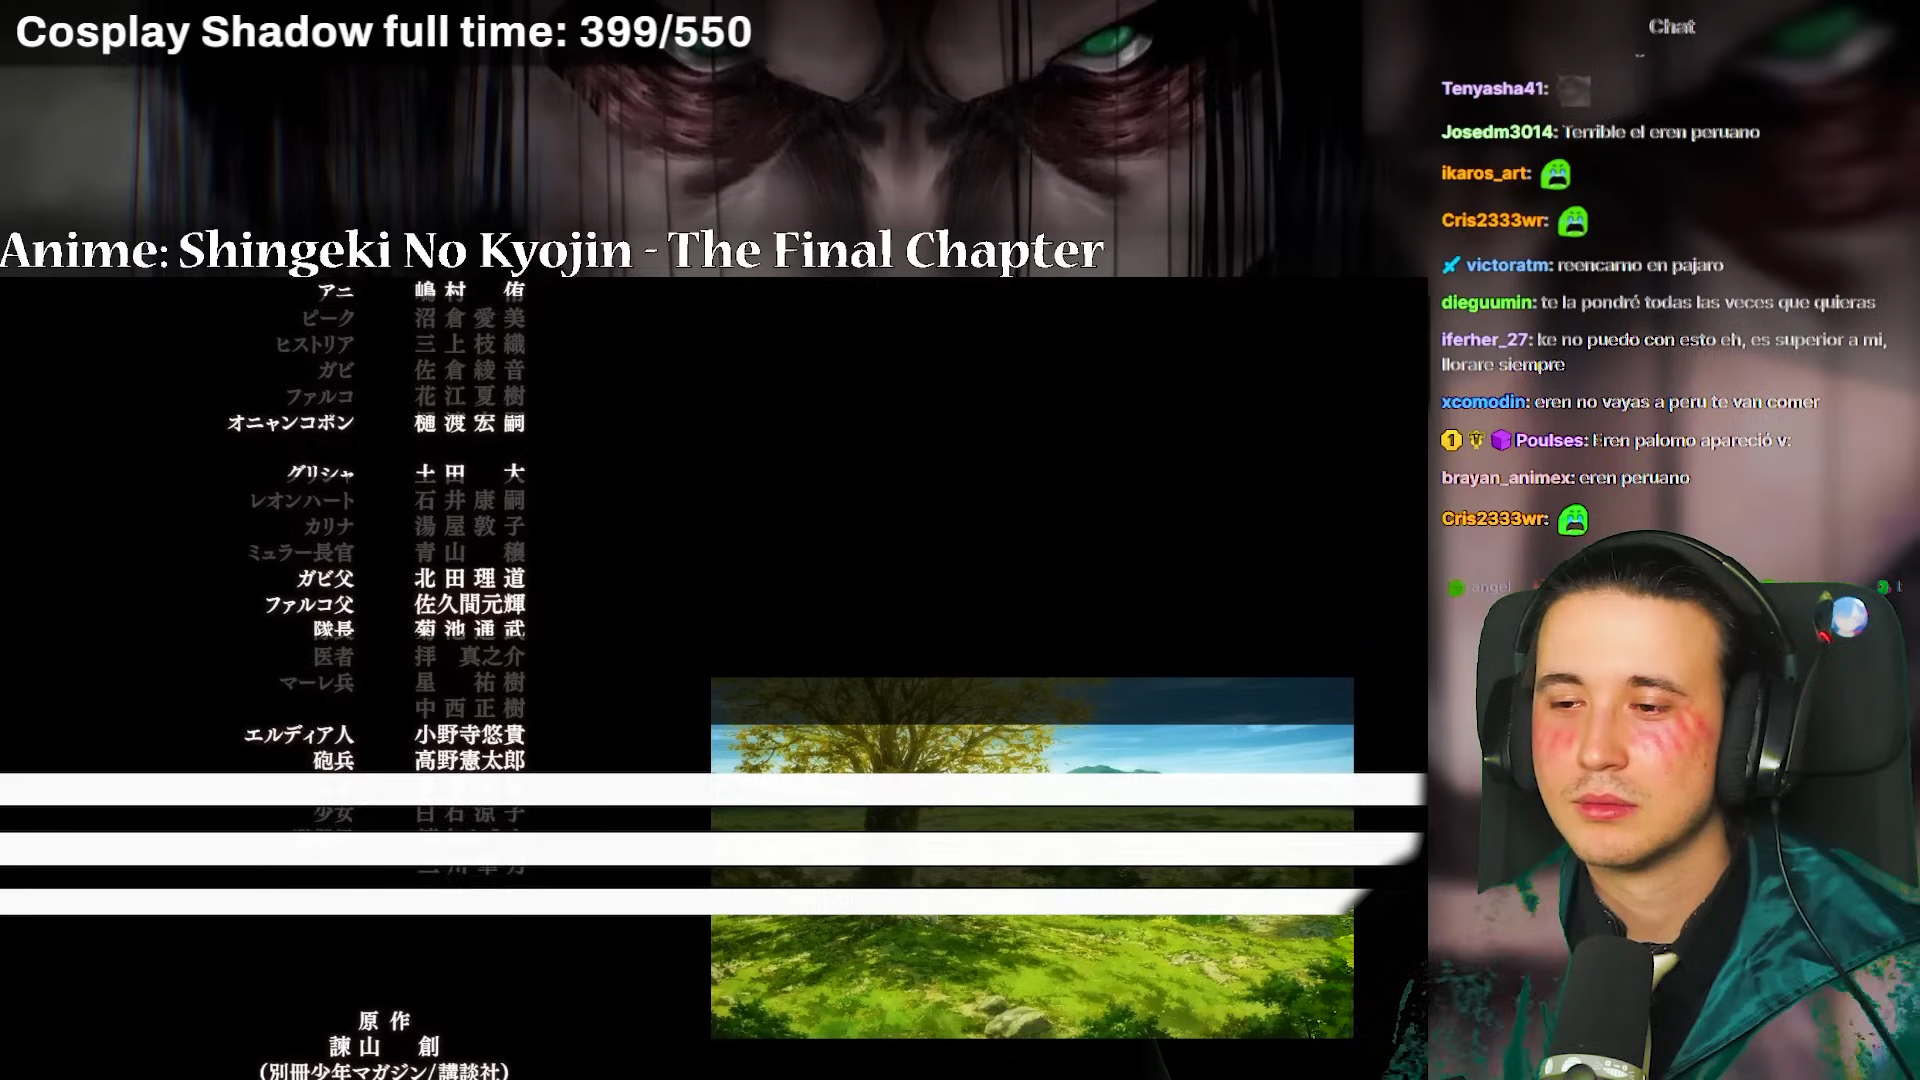 Cosplay Shadow full time: 399/550
Anime: Shingeki No Kyojin - The Final Chapter
アニ 嶋村 侑
ピーク 沼倉愛美
ヒストリア 三上枝織
ガビ 佐倉綾音
ファルコ 花江夏樹
オニャンコポン 樋渡宏嗣
グリシャ 土田 大
レオンハート 石井康嗣
カリナ 湯屋敦子
ミュラー長官 青山 穣
ガビ父 北田理道
ファルコ父 佐久間元輝
隊長 菊池通武
医者 拝 真之介
マーレ兵 星 祐樹
中西正樹
エルディア人 小野寺悠貴
砲兵 高野憲太郎
少女 白石涼子
原作
諫山 創
(別冊少年マガジン/講談社)
Chat
Tenyasha41:
Josedm3014: Terrible el eren peruano
ikaros_art:
Cris2333wr:
victoratm: reencarno en pajaro
dieguumin: te la pondré todas las veces que quieras
iferher_27: ke no puedo con esto eh, es superior a mi,
llorare siempre
xcomodin: eren no vayas a peru te van comer
1 Poulses: Eren palomo apareció v:
brayan_animex: eren peruano
Cris2333wr:
angel